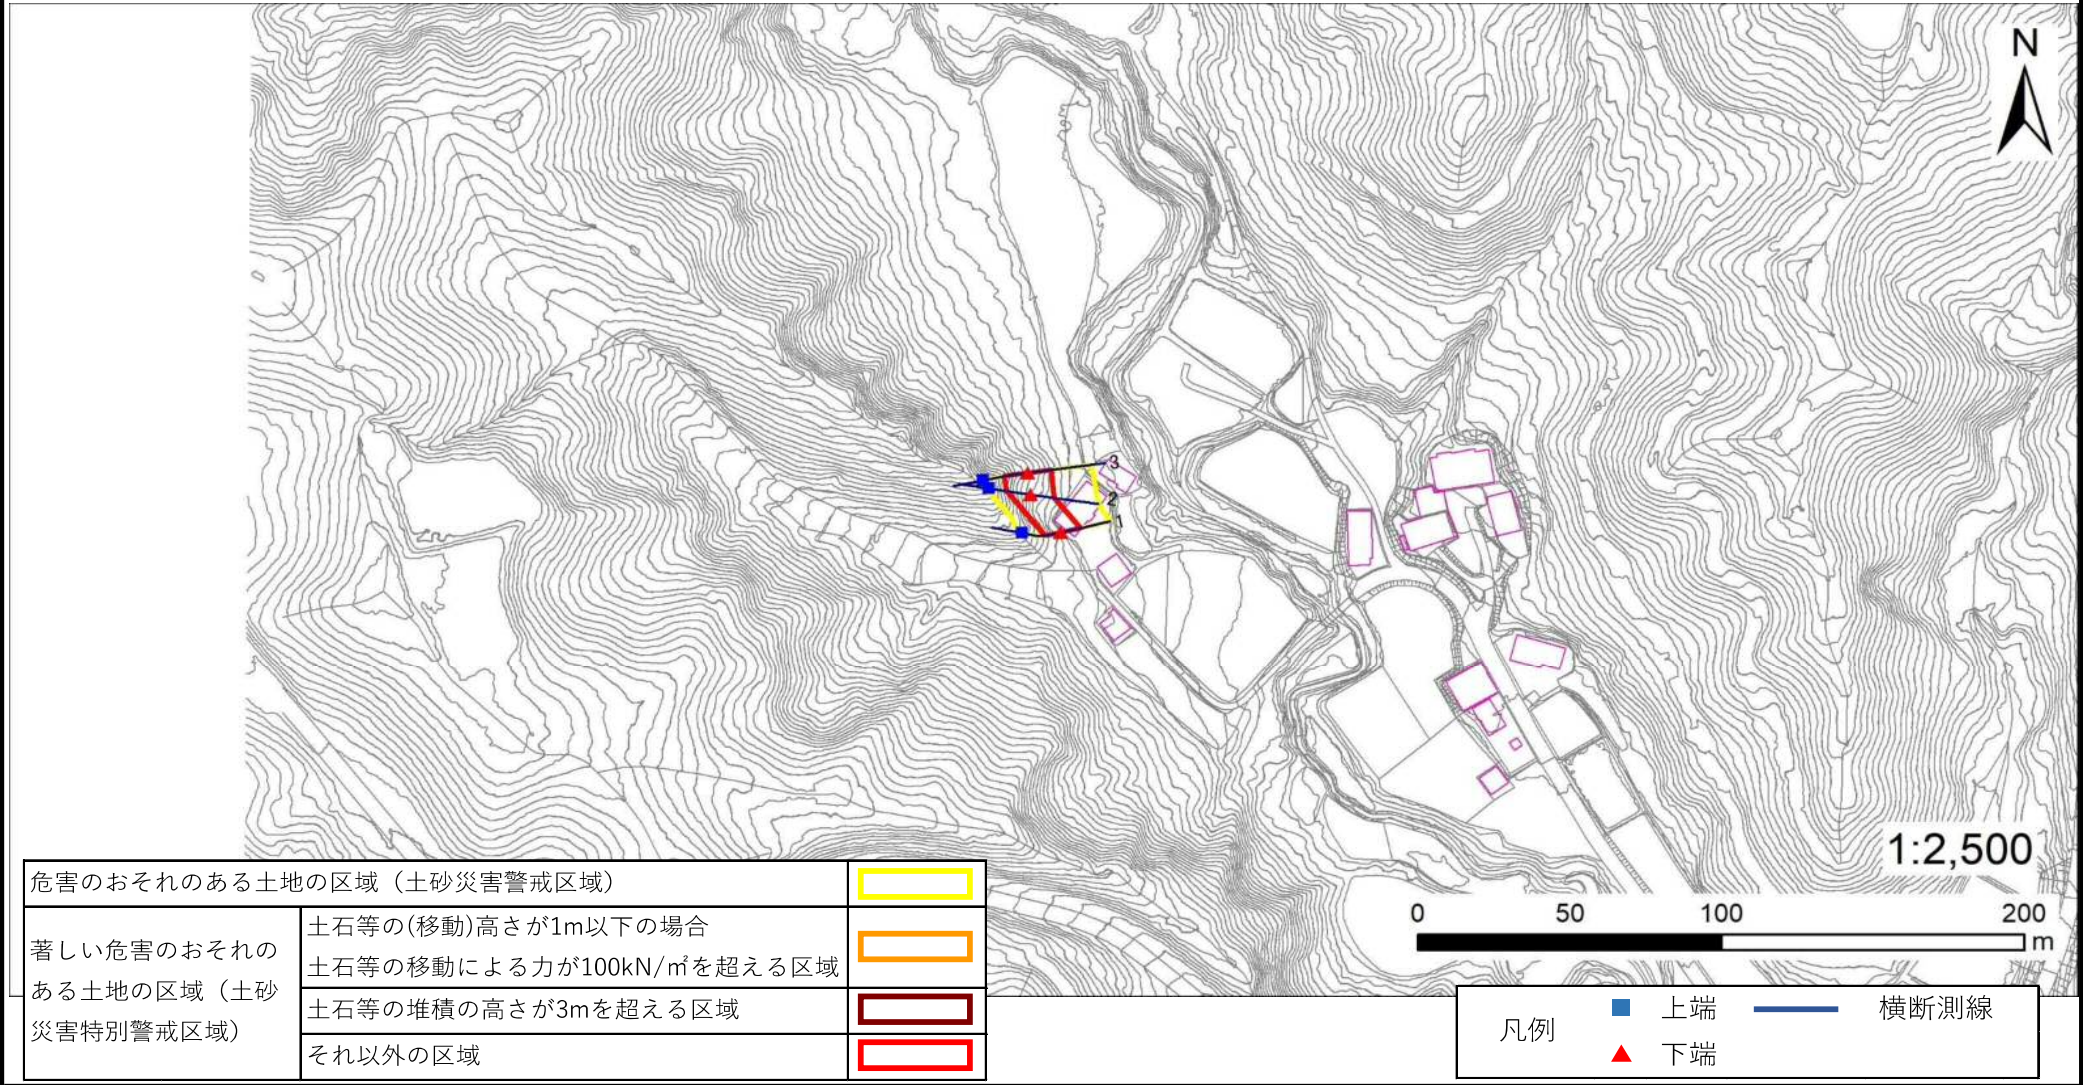 N
3
2
1
1:2,500
0 50 100 200
m
危害のおそれのある土地の区域（土砂災害警戒区域）
著しい危害のおそれの
ある土地の区域（土砂
災害特別警戒区域）
土石等の(移動)高さが1m以下の場合
土石等の移動による力が100kN/㎡を超える区域
土石等の堆積の高さが3mを超える区域
それ以外の区域
凡例
上端
横断測線
下端